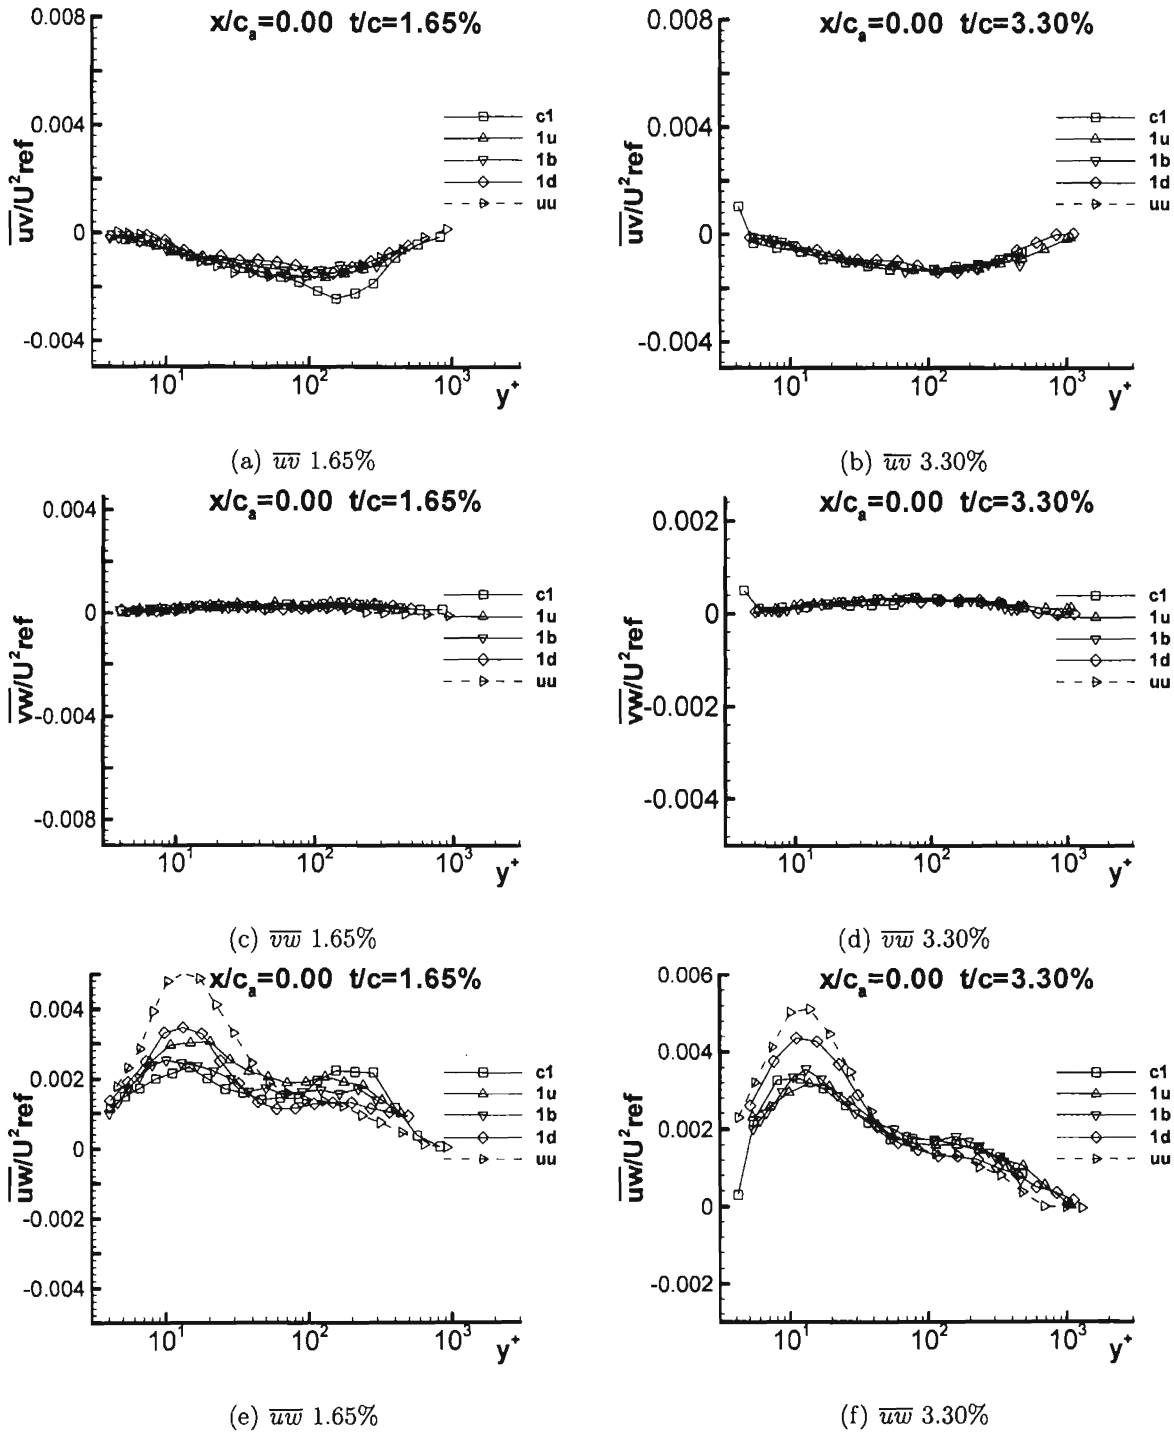 x/cₐ=0.00 t/c=1.65%
0.008
0.004
0
-0.004
uv/U²ref
10¹ 10² 10³ y⁺
c1
1u
1b
1d
uu
(a) uv 1.65%
x/cₐ=0.00 t/c=3.30%
0.008
0.004
0
-0.004
uv/U²ref
10¹ 10² 10³ y⁺
c1
1u
1b
1d
uu
(b) uv 3.30%
x/cₐ=0.00 t/c=1.65%
0.004
0
-0.004
-0.008
vw/U²ref
10¹ 10² 10³ y⁺
c1
1u
1b
1d
uu
(c) vw 1.65%
x/cₐ=0.00 t/c=3.30%
0.002
0
-0.002
-0.004
vw/U²ref
10¹ 10² 10³ y⁺
c1
1u
1b
1d
uu
(d) vw 3.30%
x/cₐ=0.00 t/c=1.65%
0.004
0.002
0
-0.002
-0.004
uw/U²ref
10¹ 10² 10³ y⁺
c1
1u
1b
1d
uu
(e) uw 1.65%
x/cₐ=0.00 t/c=3.30%
0.006
0.004
0.002
0
-0.002
uw/U²ref
10¹ 10² 10³ y⁺
c1
1u
1b
1d
uu
(f) uw 3.30%